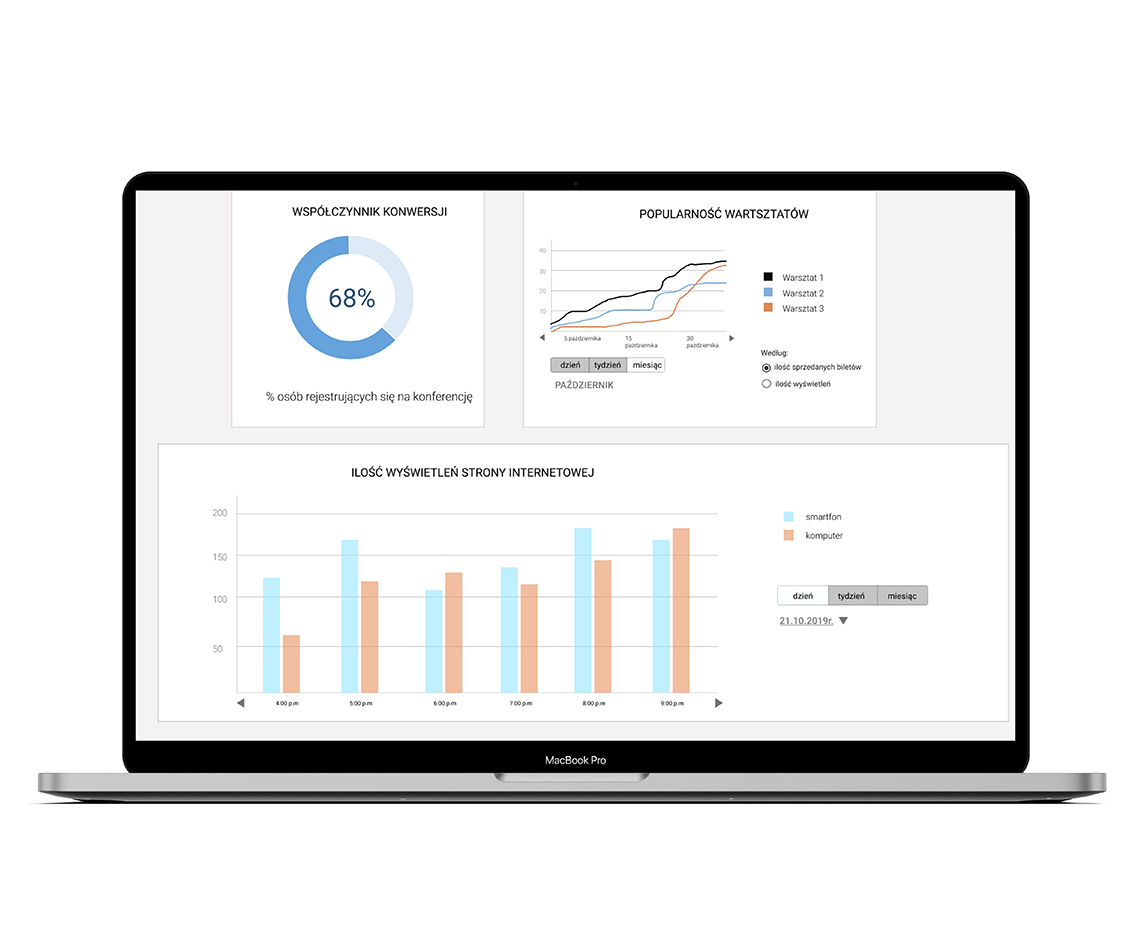 WSPÓŁCZYNNIK KONWERSJI
68%
% osób rejestrujących się na konferencję
POPULARNOŚĆ WARTSZTATÓW
40
30
20
10
5 października
15
października
30
października
Warsztat 1
Warsztat 2
Warsztat 3
dzień tydzień miesiąc
PAŹDZIERNIK
Według:
ilość sprzedanych biletów
ilość wyświetleń
ILOŚĆ WYŚWIETLEŃ STRONY INTERNETOWEJ
200
150
100
50
4:00 p.m 5:00 p.m 6:00 p.m 7:00 p.m 8:00 p.m 9:00 p.m
smartfon
komputer
dzień tydzień miesiąc
21.10.2019r.
MacBook Pro